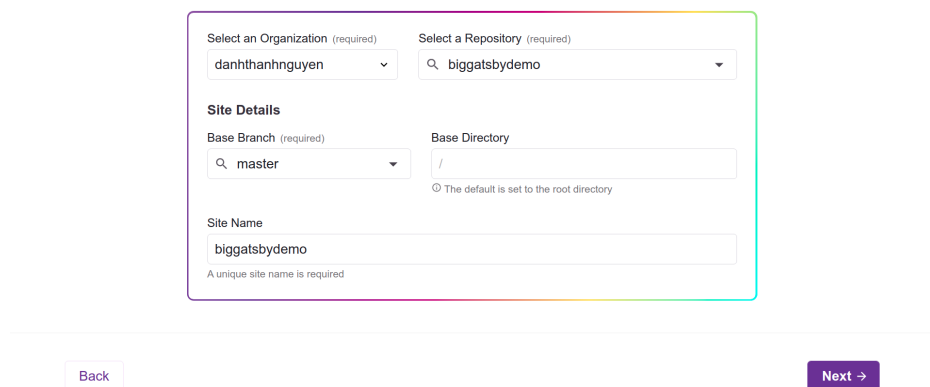 Select an Organization (required) Select a Repository (required)
danhthanhnguyen biggatsbydemo
Site Details
Base Branch (required) Base Directory
master /
The default is set to the root directory
Site Name
biggatsbydemo
A unique site name is required
Back Next →